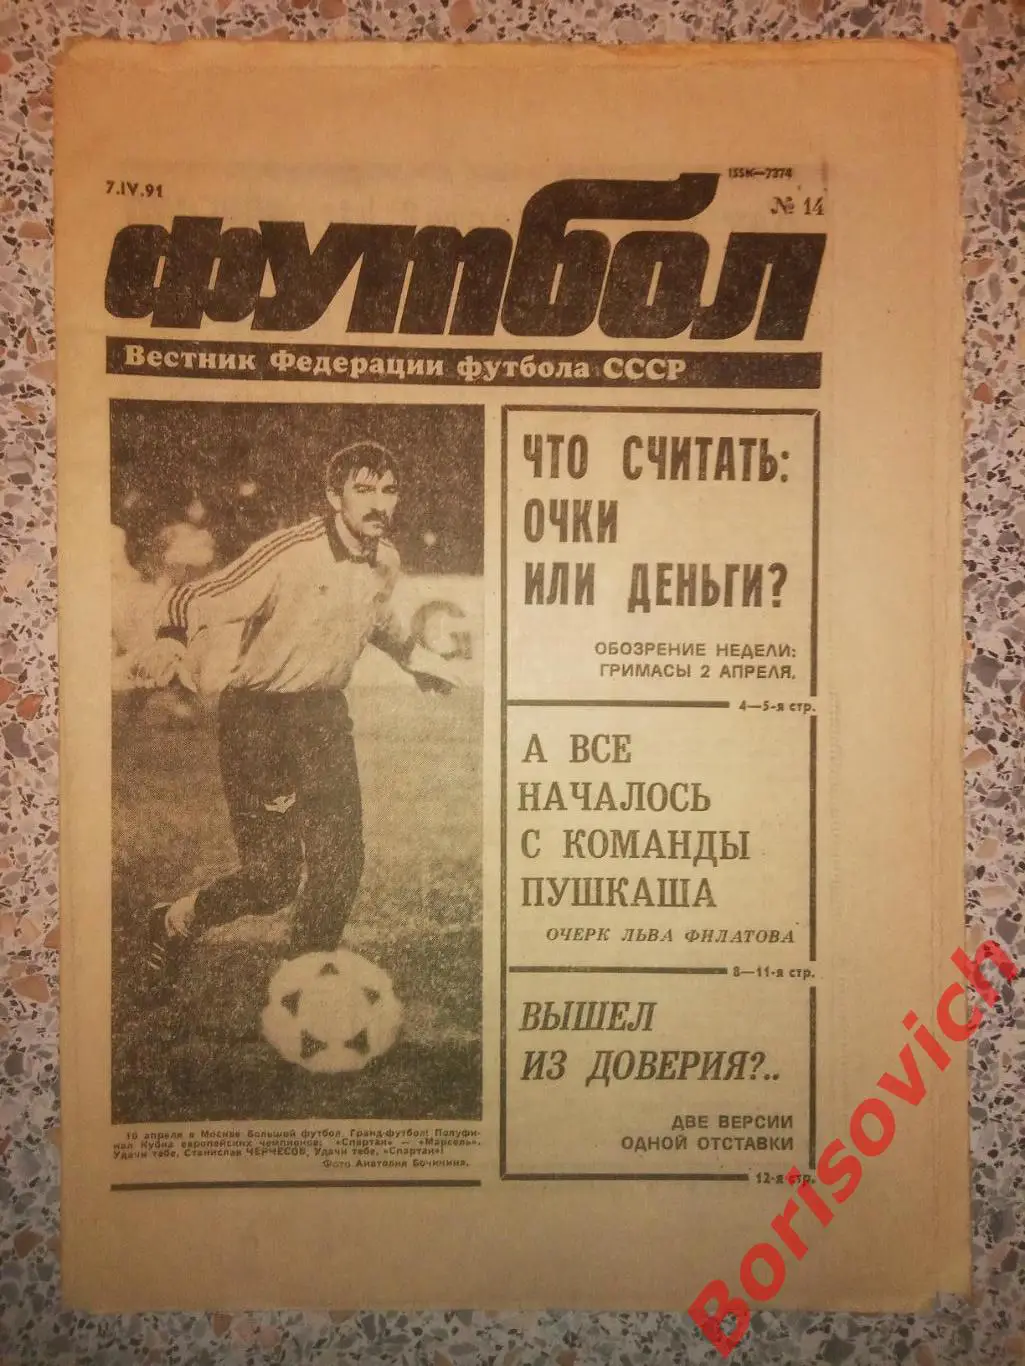 7.IV.91
ISSN—7374
№ 14
футбол
Вестник Федерации футбола СССР
ЧТО СЧИТАТЬ:
ОЧКИ
ИЛИ ДЕНЬГИ?
ОБОЗРЕНИЕ НЕДЕЛИ:
ГРИМАСЫ 2 АПРЕЛЯ.
4—5-я стр.
А ВСЕ
НАЧАЛОСЬ
С КОМАНДЫ
ПУШКАША
ОЧЕРК ЛЬВА ФИЛАТОВА
8—11-я стр.
ВЫШЕЛ
ИЗ ДОВЕРИЯ?..
ДВЕ ВЕРСИИ
ОДНОЙ ОТСТАВКИ
12-я стр.
G
10 апреля в Москве Большой футбол. Гранд-футбол! Полуфи-
нал Кубка европейских чемпионов: «Спартак» — «Марсель».
Удачи тебе, Станислав ЧЕРЧЕСОВ, Удачи тебе, «Спартак»!
Фото Анатолия Бочинина.
Borisovich